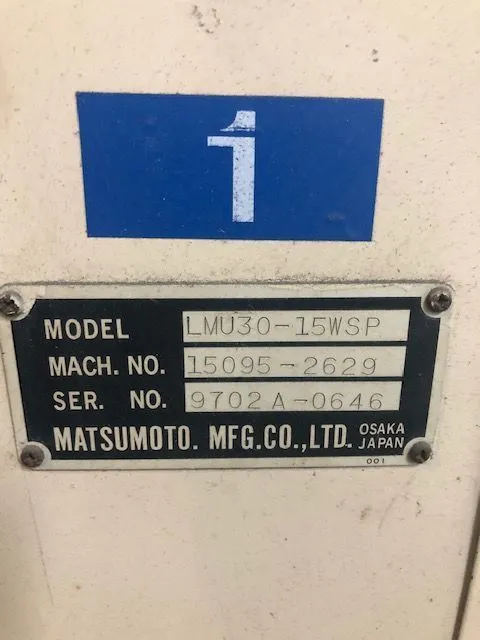 1
MODEL LMU30-15WSP
MACH. NO. 15095-2629
SER. NO. 9702A-0646
MATSUMOTO. MFG.CO.,LTD. OSAKA JAPAN
001